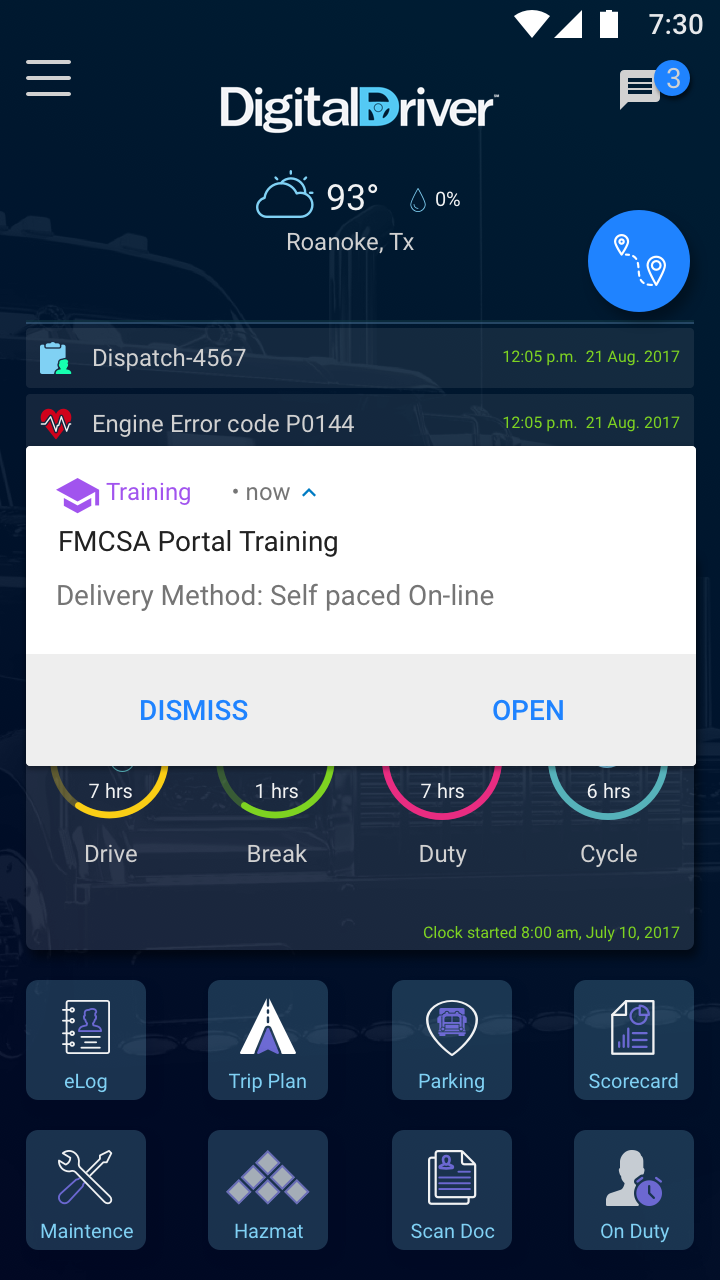 7:30
DigitalDriver
3
93° 0%
Roanoke, Tx
Dispatch-4567 12:05 p.m. 21 Aug. 2017
Engine Error code P0144 12:05 p.m. 21 Aug. 2017
Training • now
FMCSA Portal Training
Delivery Method: Self paced On-line
DISMISS OPEN
7 hrs 1 hrs 7 hrs 6 hrs
Drive Break Duty Cycle
Clock started 8:00 am, July 10, 2017
eLog Trip Plan Parking Scorecard
Maintence Hazmat Scan Doc On Duty